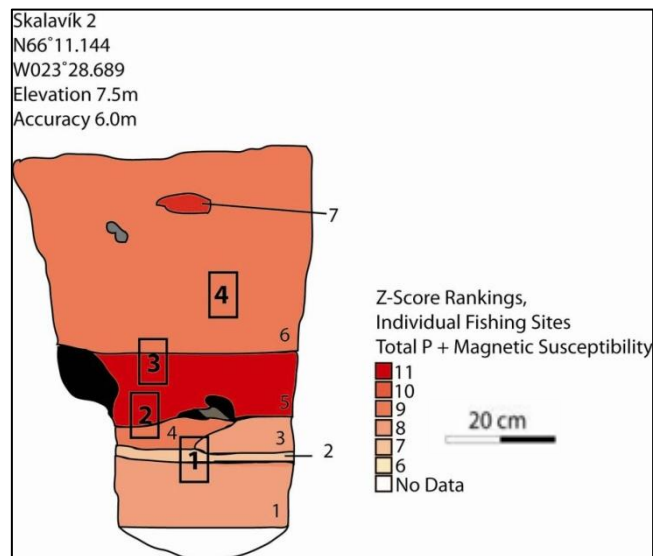 Skalavík 2
N66°11.144
W023°28.689
Elevation 7.5m
Accuracy 6.0m
7
4
6
3
5
2
4
3
2
1
1
Z-Score Rankings,
Individual Fishing Sites
Total P + Magnetic Susceptibility
11
10
9
8
7
6
No Data
20 cm